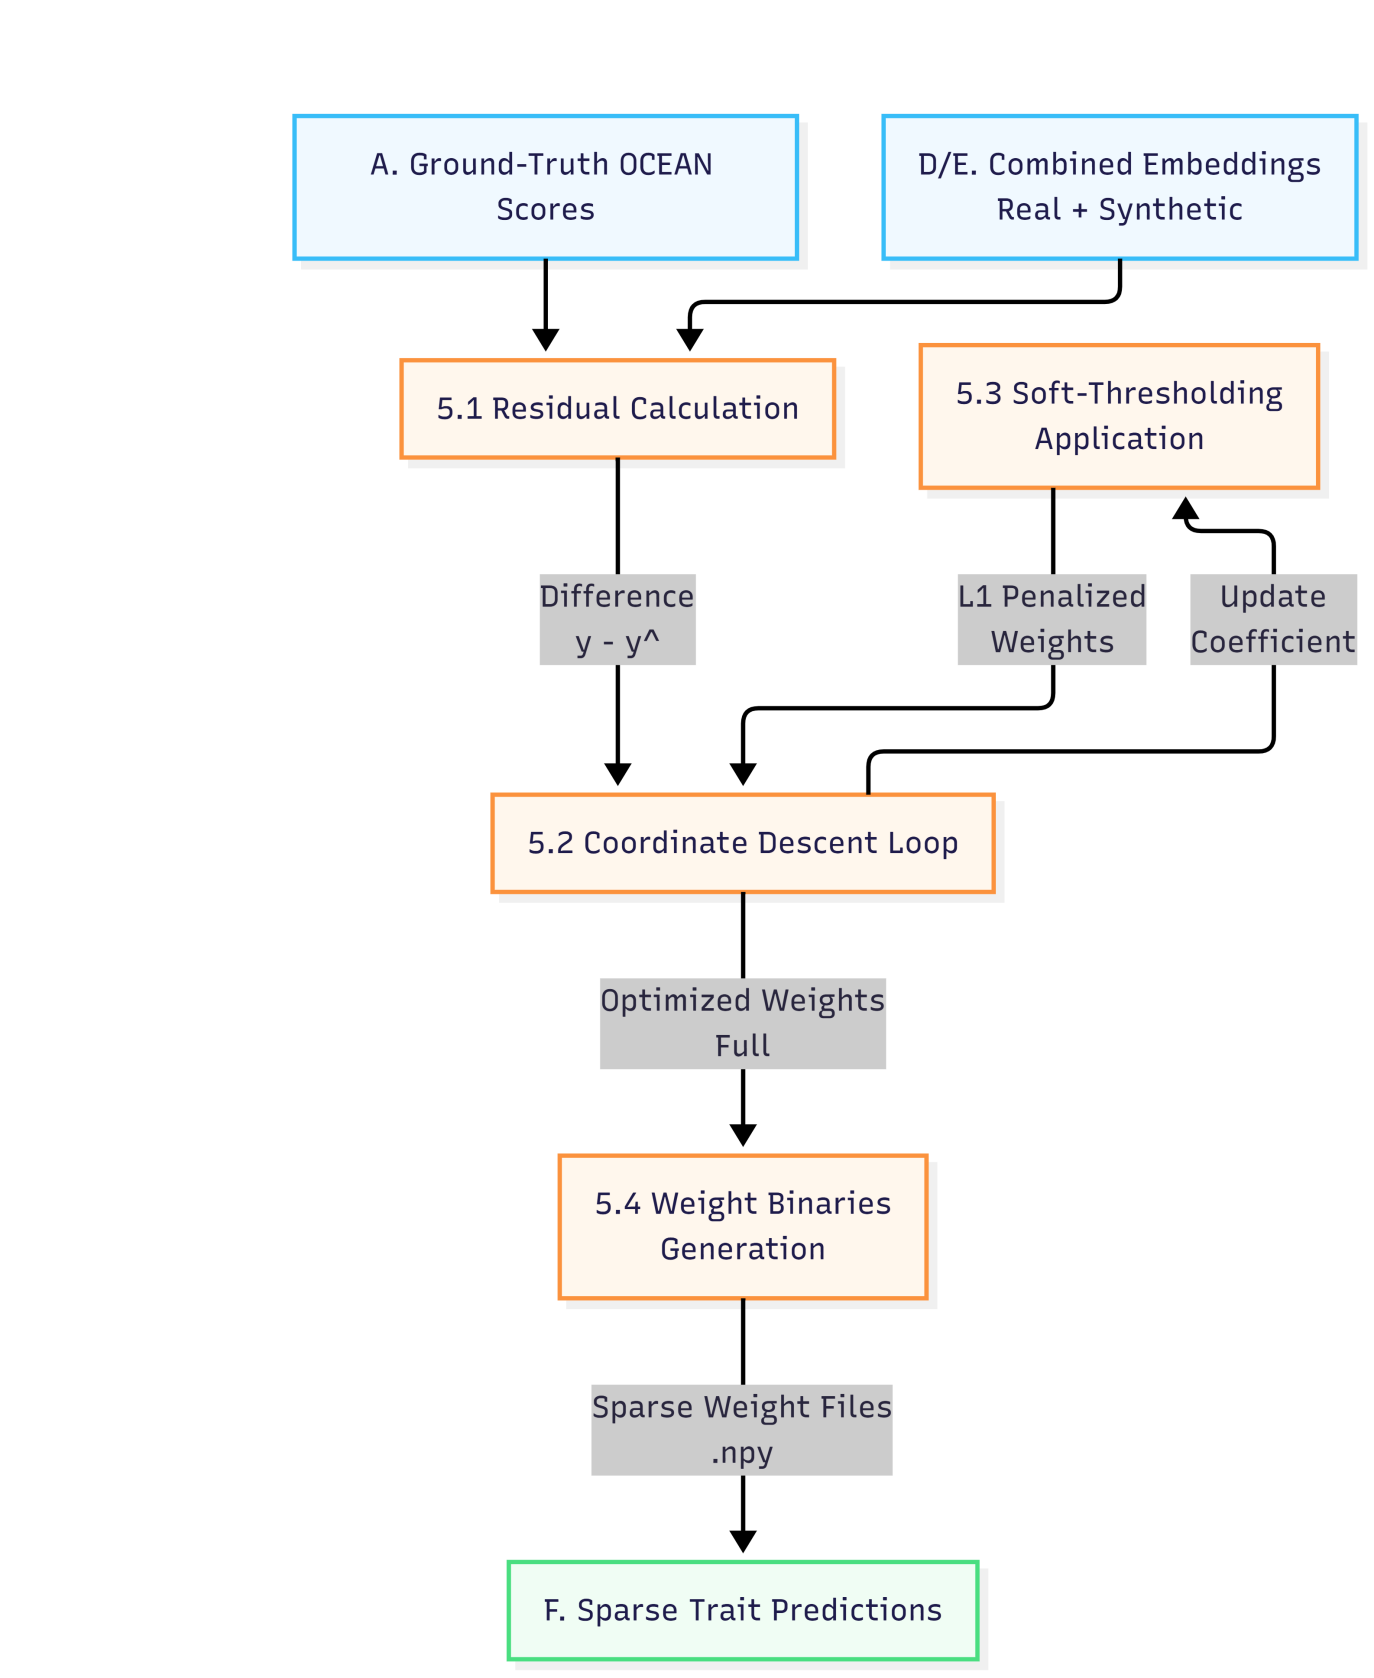 A. Ground-Truth OCEAN
Scores
D/E. Combined Embeddings
Real + Synthetic
5.1 Residual Calculation
5.3 Soft-Thresholding
Application
Difference
y - y^
L1 Penalized
Weights
Update
Coefficient
5.2 Coordinate Descent Loop
Optimized Weights
Full
5.4 Weight Binaries
Generation
Sparse Weight Files
.npy
F. Sparse Trait Predictions